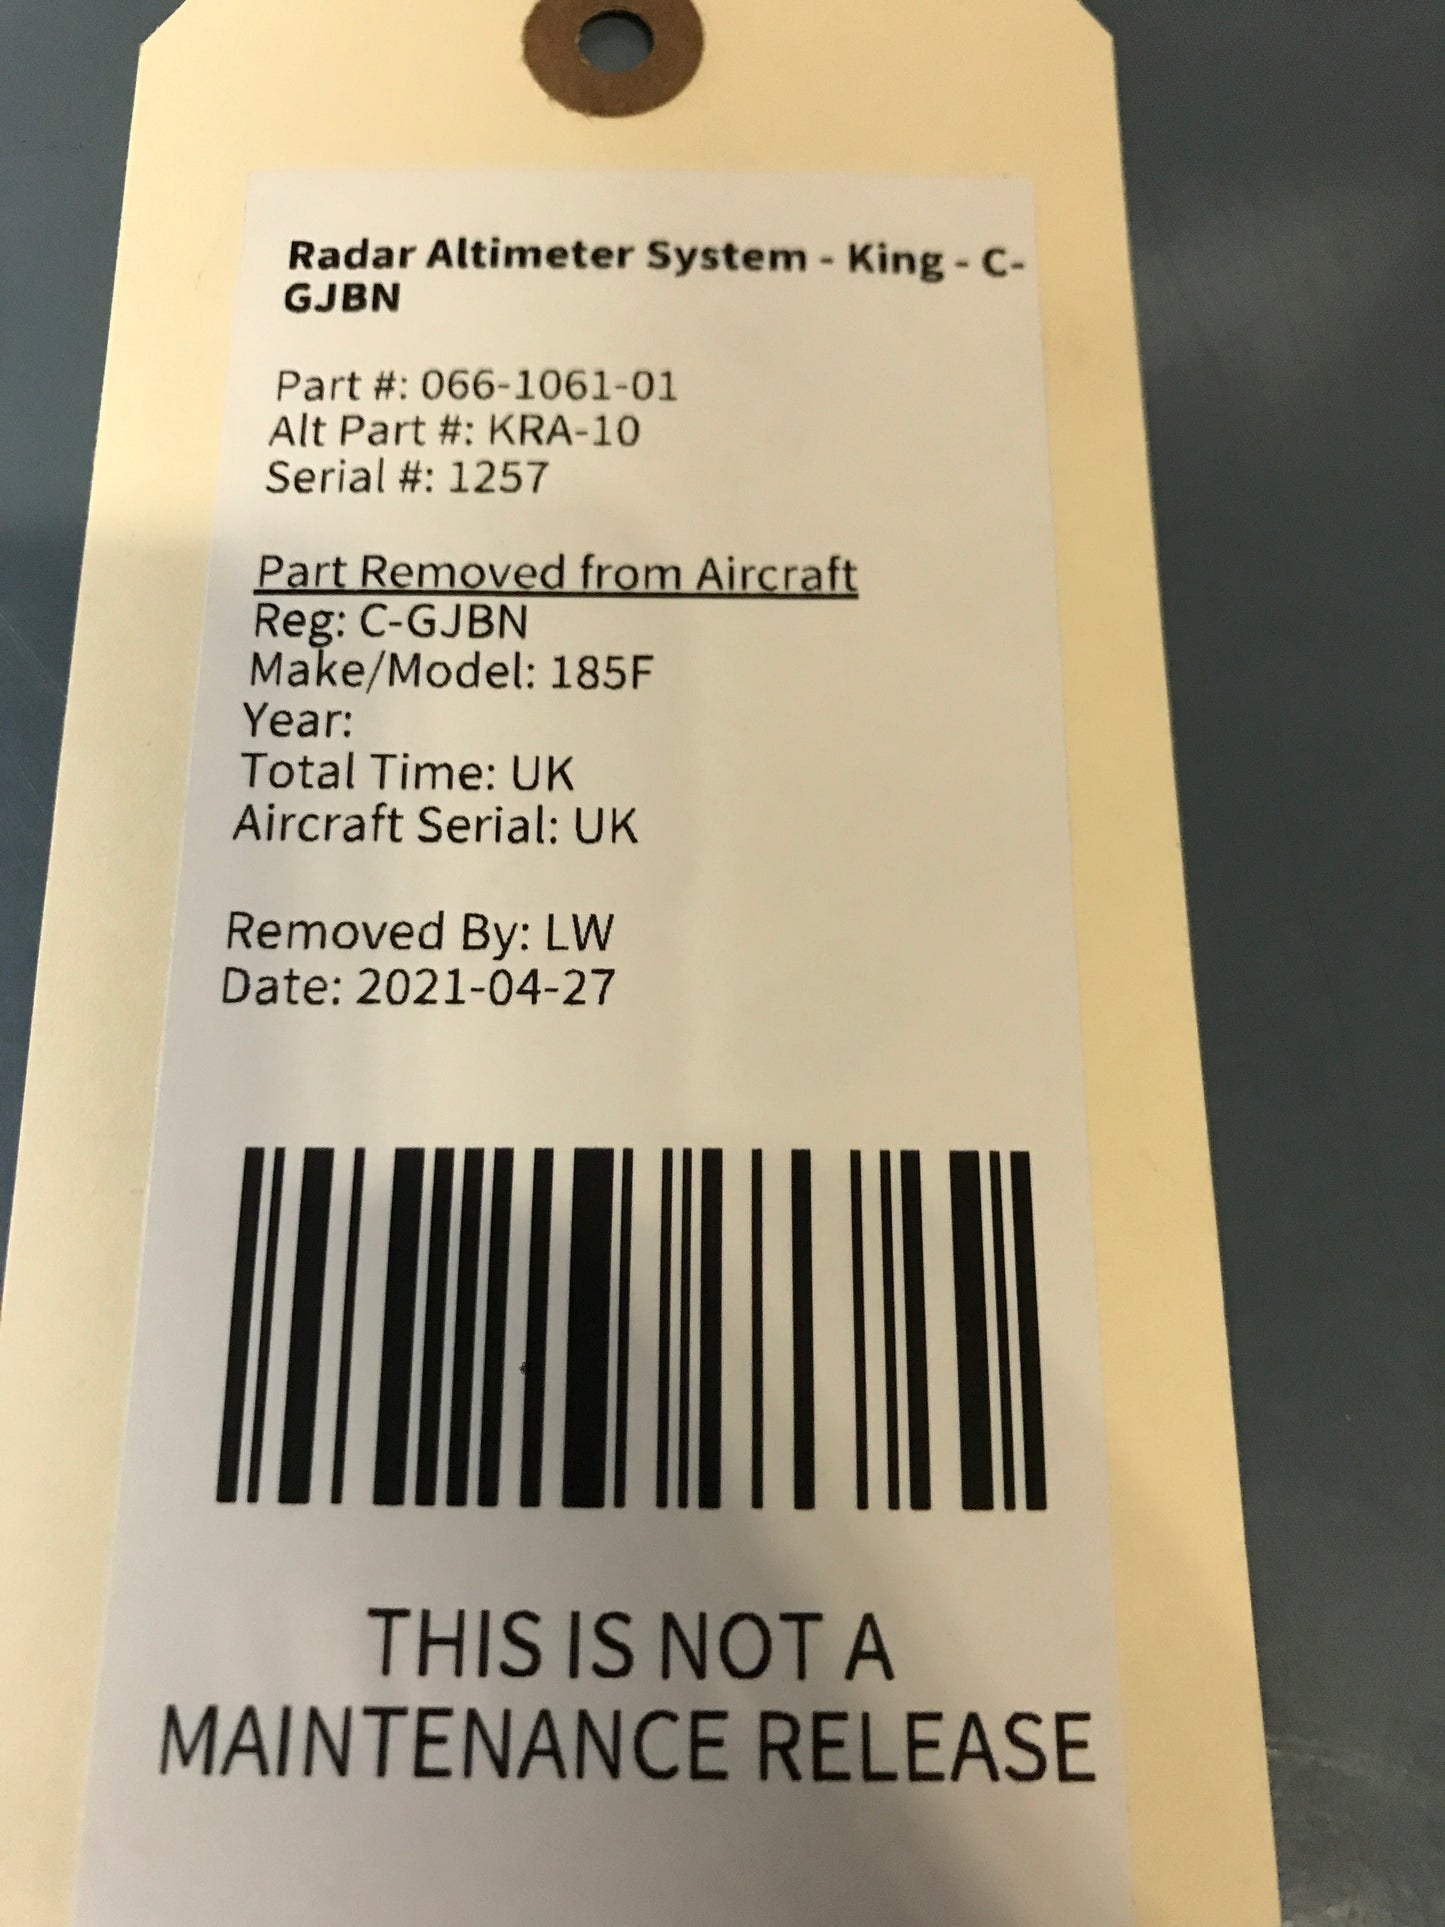 Radar Altimeter System - King - C-
GJBN
Part #: 066-1061-01
Alt Part #: KRA-10
Serial #: 1257
Part Removed from Aircraft
Reg: C-GJBN
Make/Model: 185F
Year:
Total Time: UK
Aircraft Serial: UK
Removed By: LW
Date: 2021-04-27
THIS IS NOT A
MAINTENANCE RELEASE